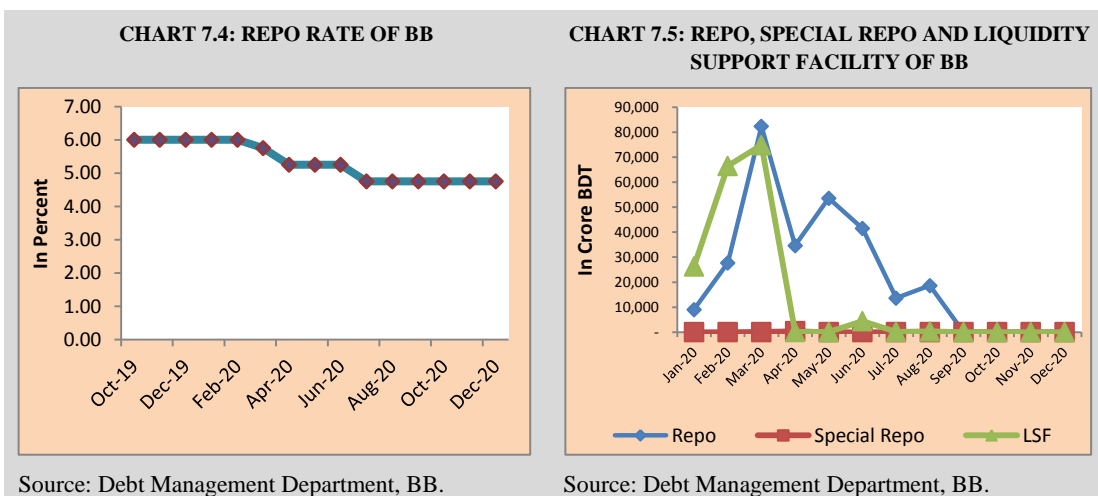 CHART 7.4: REPO RATE OF BB
7.00
6.00
5.00
4.00
3.00
2.00
1.00
0.00
In Percent
Oct-19
Dec-19
Feb-20
Apr-20
Jun-20
Aug-20
Oct-20
Dec-20
Source: Debt Management Department, BB.
CHART 7.5: REPO, SPECIAL REPO AND LIQUIDITY
SUPPORT FACILITY OF BB
90,000
80,000
70,000
60,000
50,000
40,000
30,000
20,000
10,000
-
In Crore BDT
Jan-20
Feb-20
Mar-20
Apr-20
May-20
Jun-20
Jul-20
Aug-20
Sep-20
Oct-20
Nov-20
Dec-20
Repo Special Repo LSF
Source: Debt Management Department, BB.